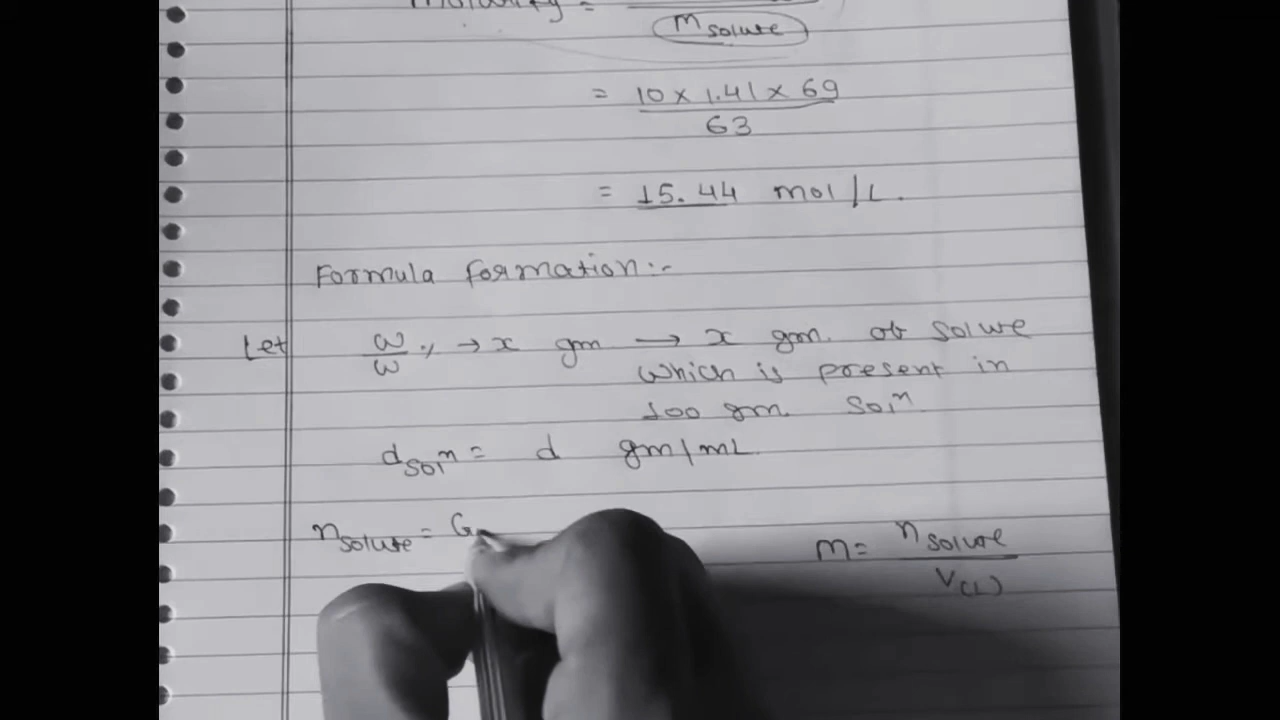 Molarity =
M solute
= 10 × 1.41 × 69
63
= 15.44 mol/L.
Formula formation:-
Let w/w % → x gm → x gm. of solute
which is present in
100 gm. solⁿ
d solⁿ = d gm/mL
n solute = G
M = n solute
V(L)